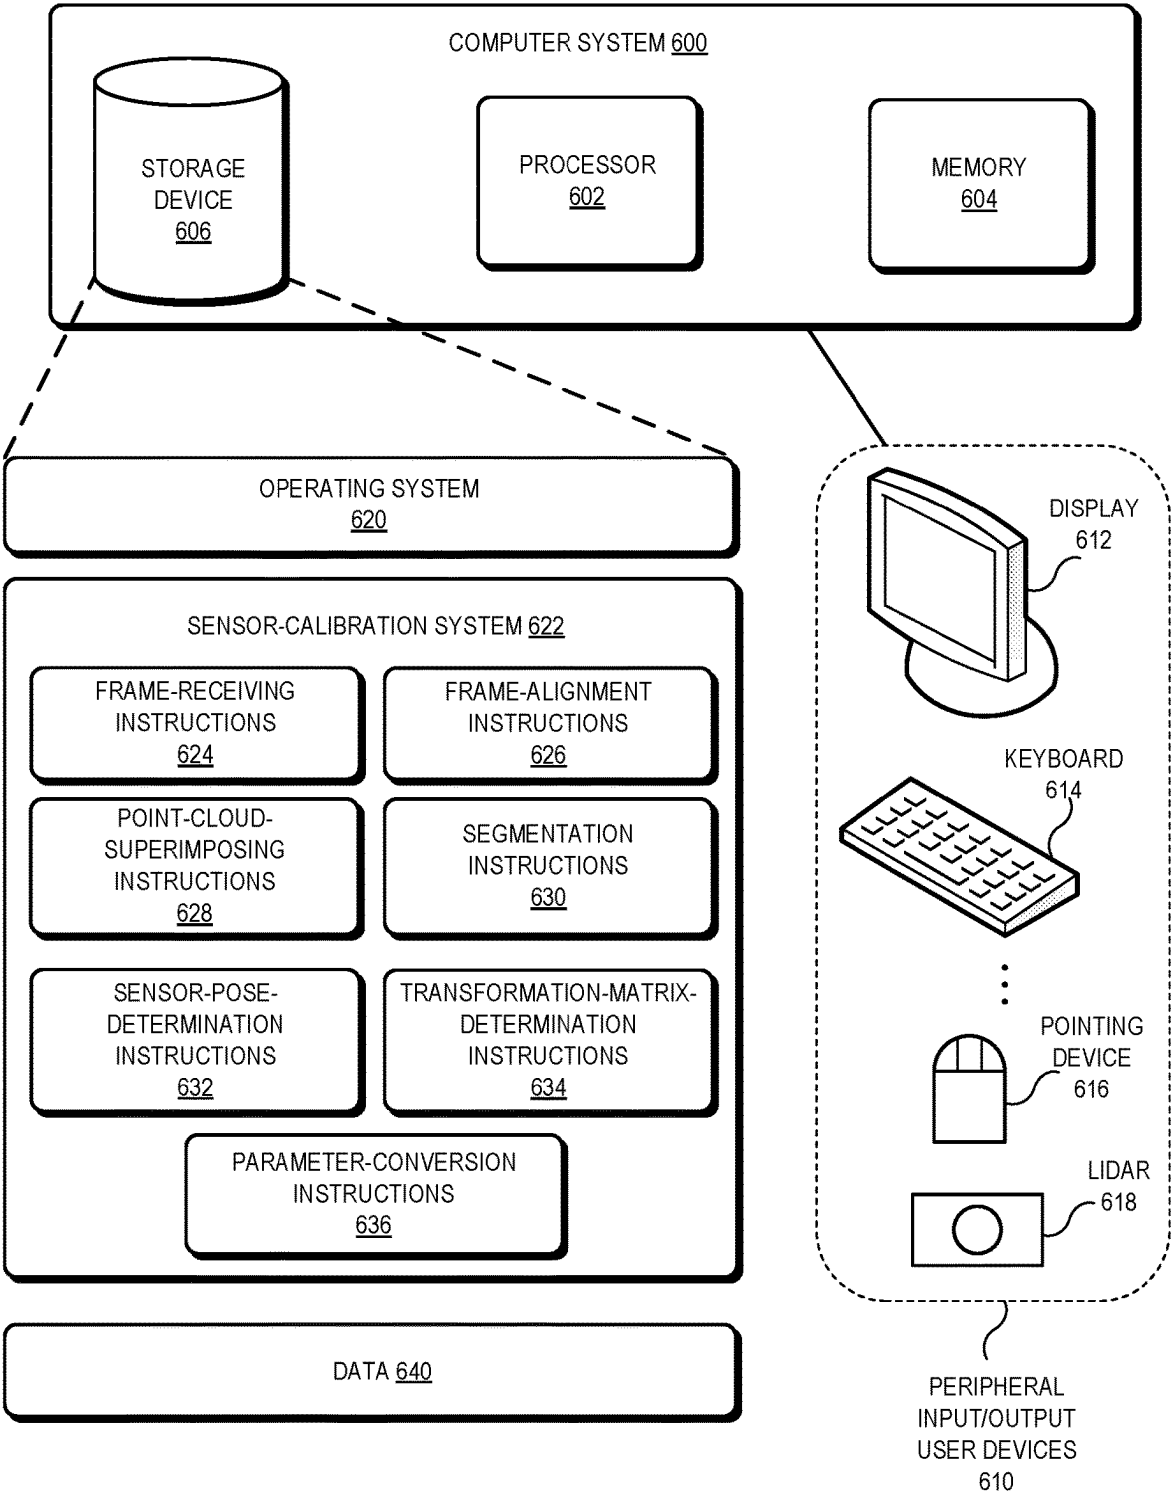 COMPUTER SYSTEM 600
STORAGE
DEVICE
606
PROCESSOR
602
MEMORY
604
OPERATING SYSTEM
620
SENSOR-CALIBRATION SYSTEM 622
FRAME-RECEIVING
INSTRUCTIONS
624
FRAME-ALIGNMENT
INSTRUCTIONS
626
POINT-CLOUD-
SUPERIMPOSING
INSTRUCTIONS
628
SEGMENTATION
INSTRUCTIONS
630
SENSOR-POSE-
DETERMINATION
INSTRUCTIONS
632
TRANSFORMATION-MATRIX-
DETERMINATION
INSTRUCTIONS
634
PARAMETER-CONVERSION
INSTRUCTIONS
636
DATA 640
DISPLAY
612
KEYBOARD
614
POINTING
DEVICE
616
LIDAR
618
PERIPHERAL
INPUT/OUTPUT
USER DEVICES
610